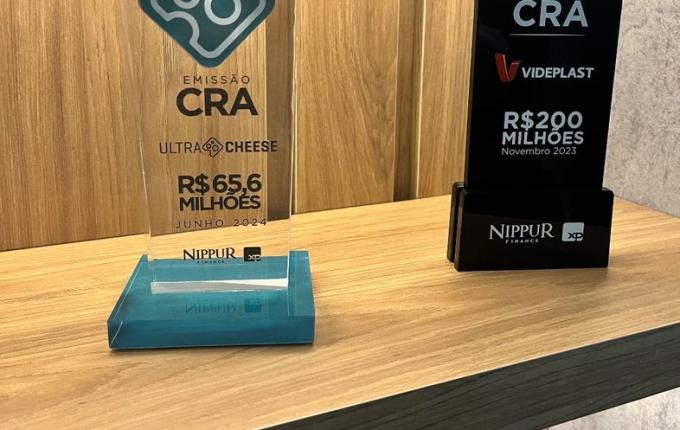 EMISSÃO
CRA
ULTRA CHEESE
R$ 65,6
MILHÕES
JUNHO 2024
NIPPUR
FINANCE
xp
CRA
VIDEPLAST
R$200
MILHÕES
Novembro 2023
NIPPUR
FINANCE
xp